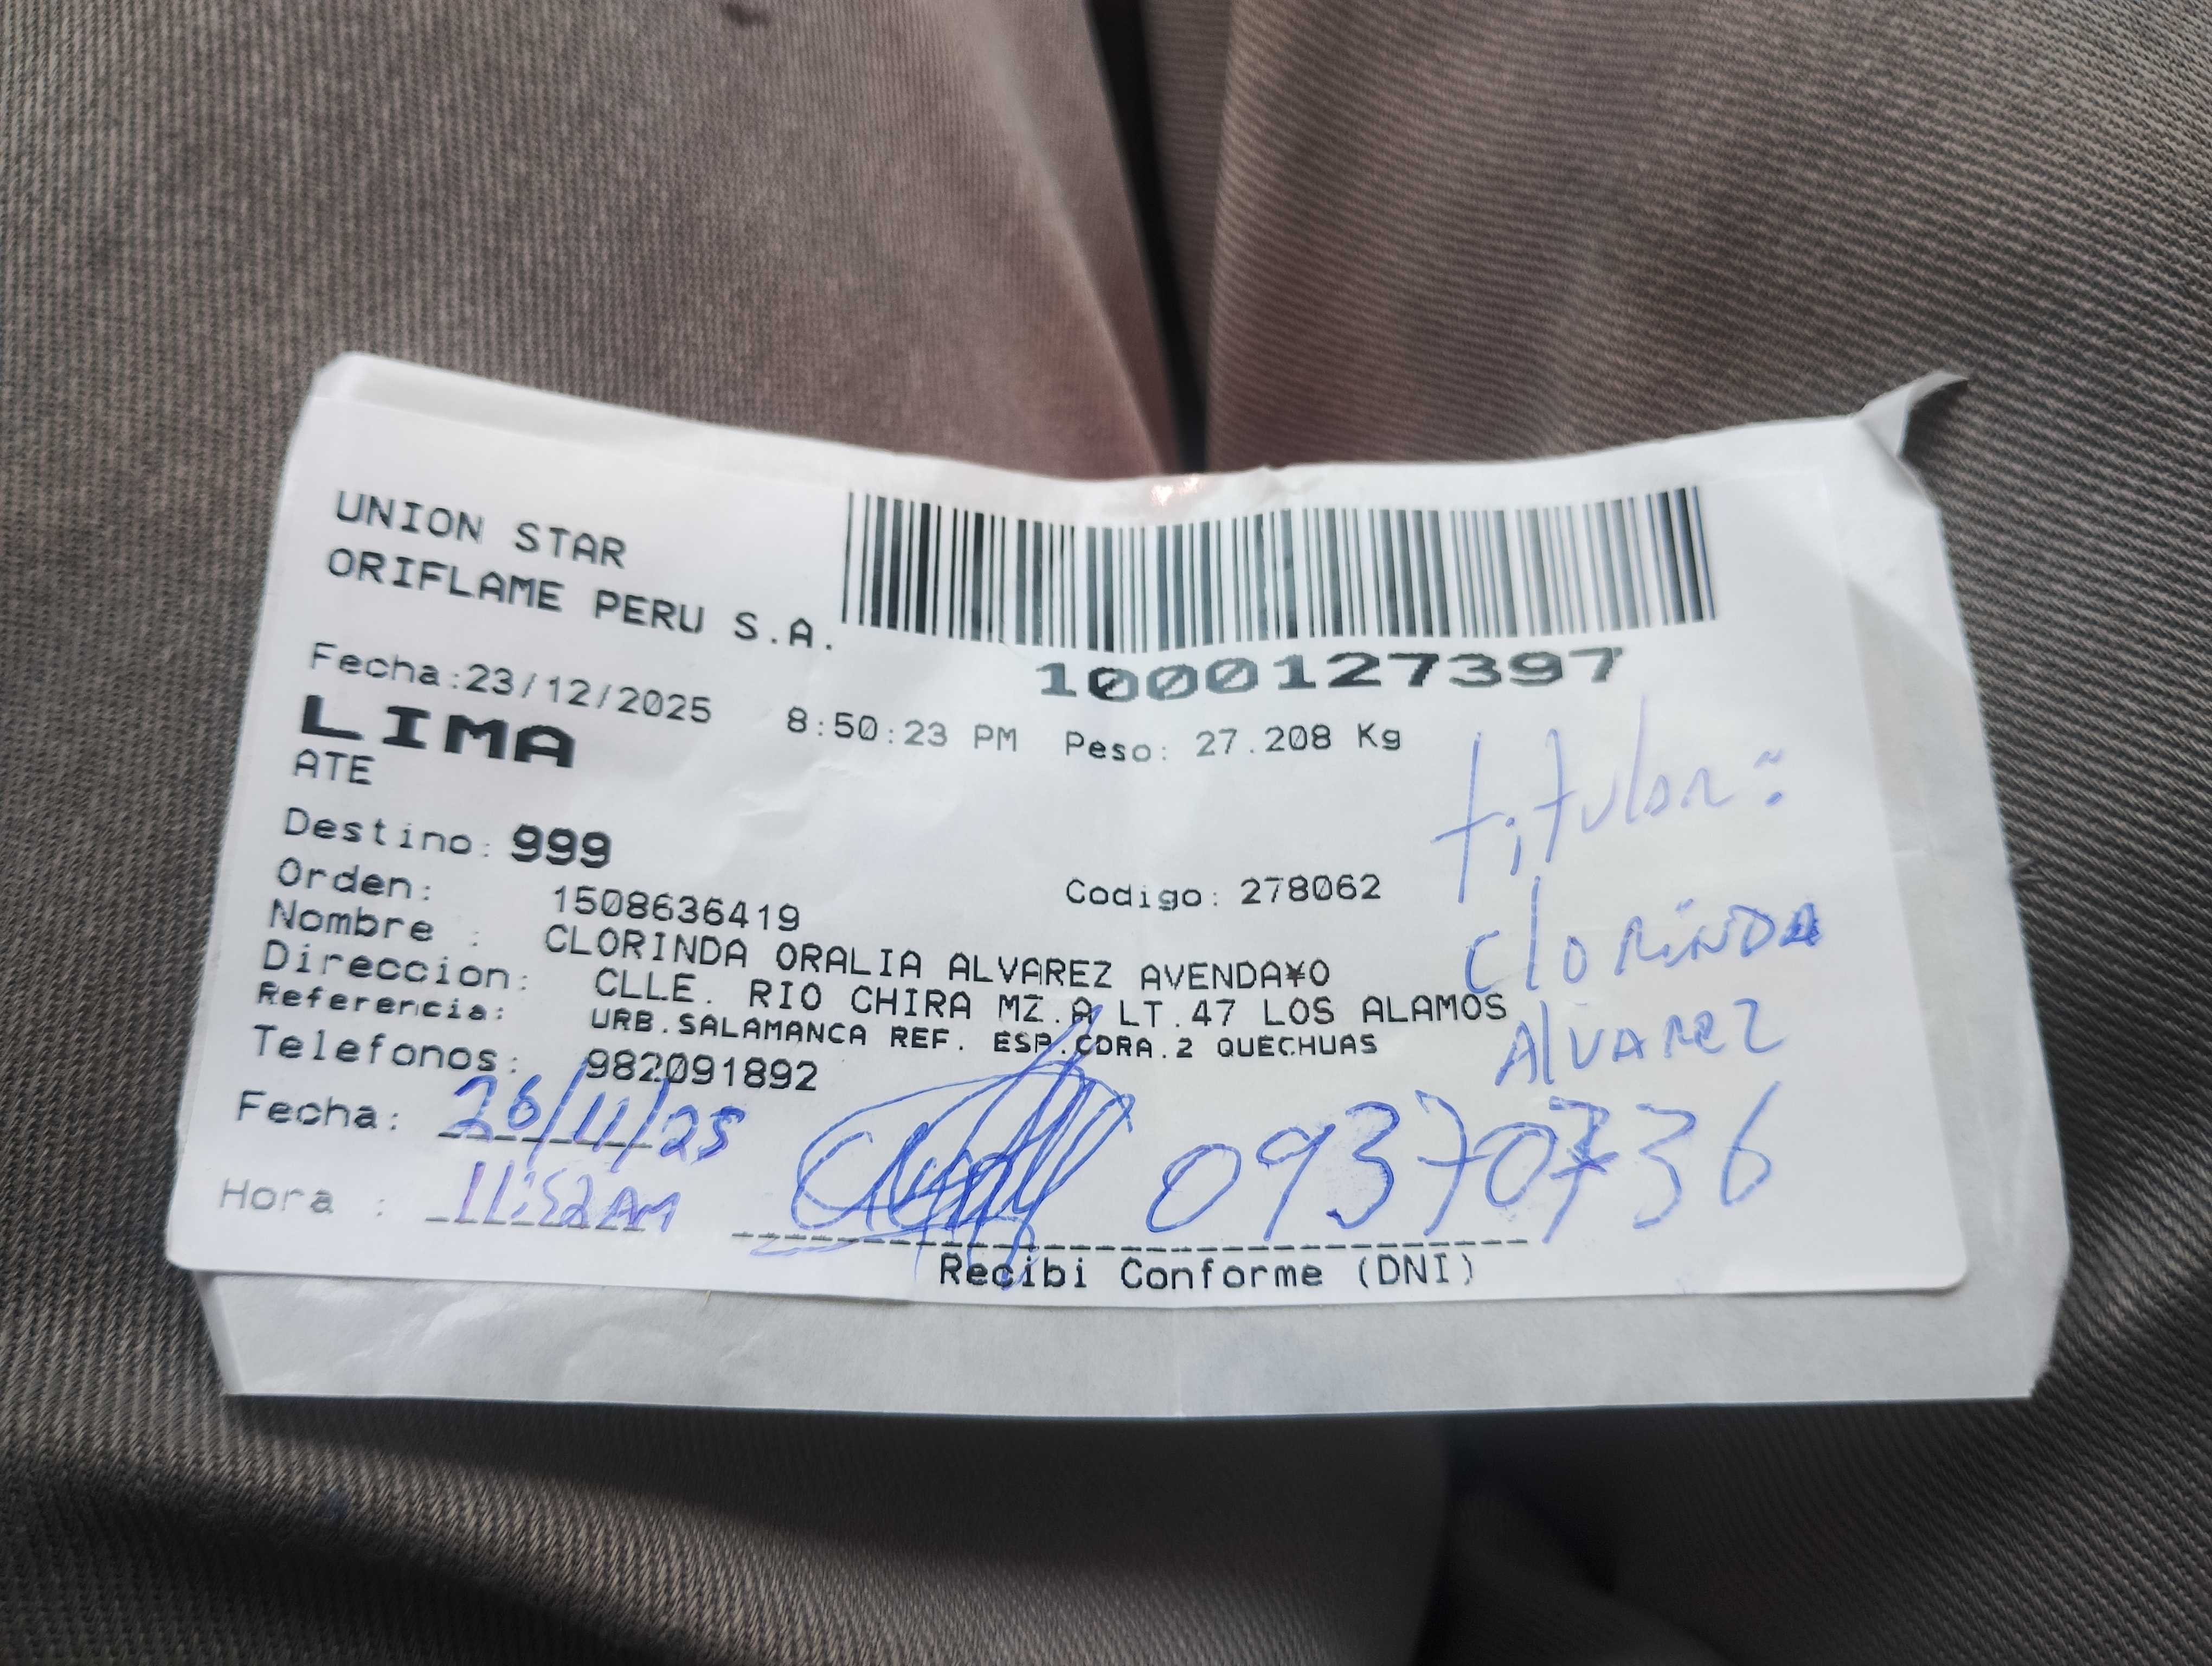 UNION STAR
ORIFLAME PERU S.A.
1000127397
Fecha:23/12/2025 8:50:23 PM Peso: 27.208 Kg
LIMA
ATE
titular:
Destino: 999
Orden: 1508636419 Codigo: 278062
Nombre : CLORINDA ORALIA ALVAREZ AVENDA¥O
Clorinda
Direccion: CLLE. RIO CHIRA MZ.A LT.47 LOS ALAMOS
Referencia: URB.SALAMANCA REF. ESP.CDRA.2 QUECHUAS
Alvarez
Telefonos: 982091892
Fecha: 26/11/25
09370736
Hora : 11:52 AM
Recibi Conforme (DNI)